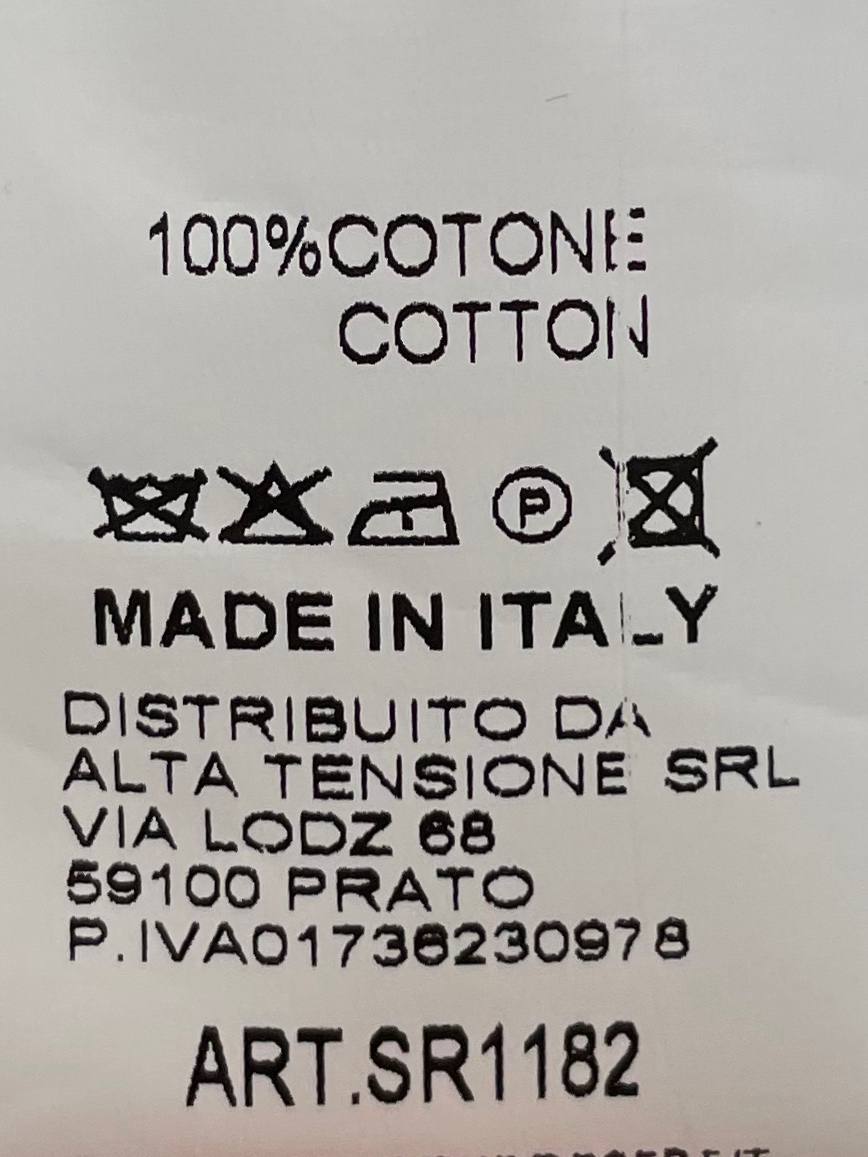 100%COTONE
COTTON
P
MADE IN ITALY
DISTRIBUITO DA
ALTA TENSIONE SRL
VIA LODZ 68
59100 PRATO
P.IVA01736230978
ART.SR1182